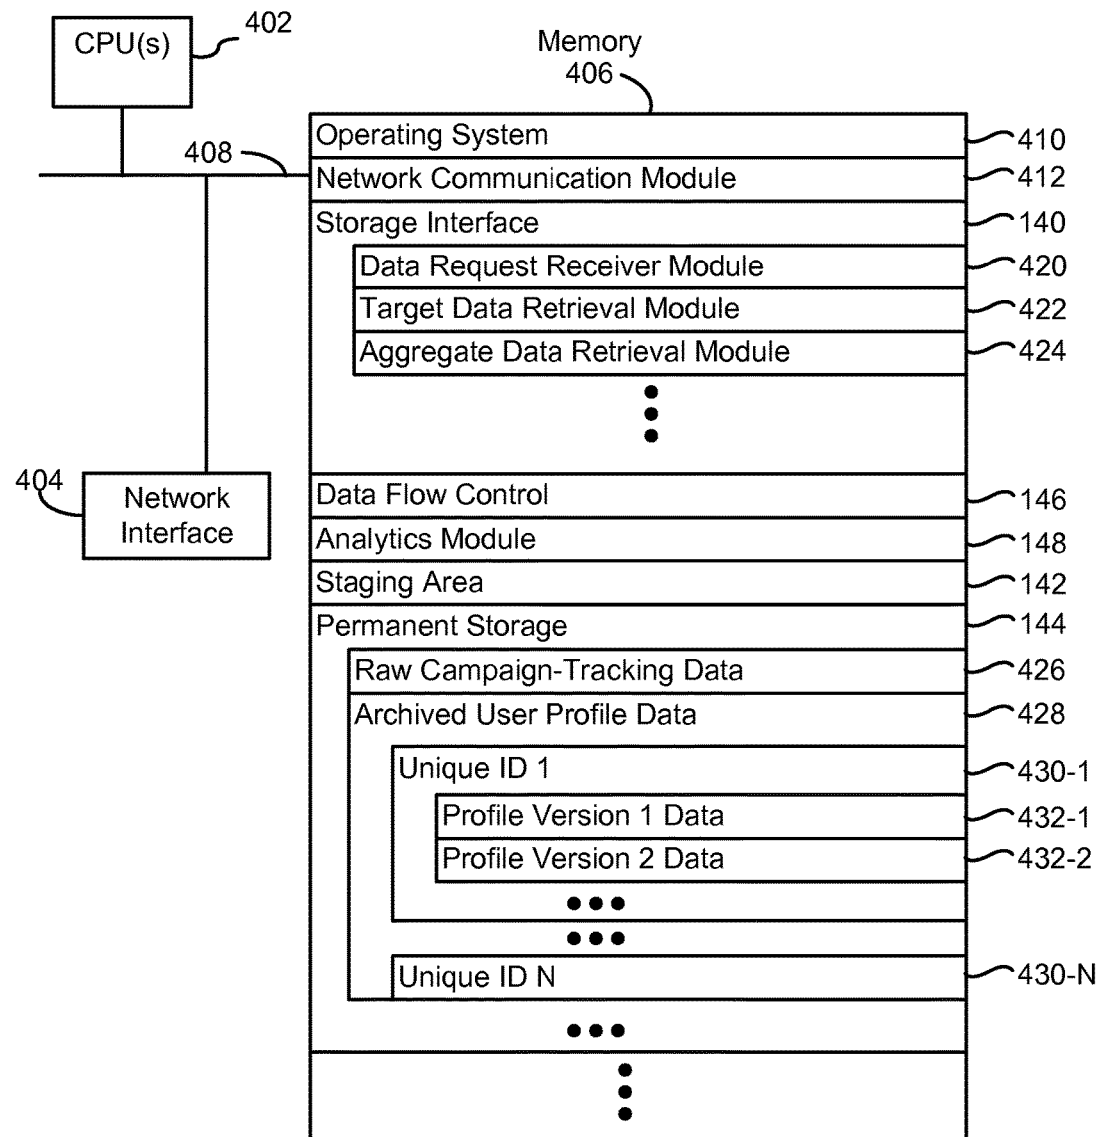 CPU(s)
402
Memory
406
408
Operating System
410
Network Communication Module
412
Storage Interface
140
Data Request Receiver Module
420
Target Data Retrieval Module
422
Aggregate Data Retrieval Module
424
404
Network
Interface
Data Flow Control
146
Analytics Module
148
Staging Area
142
Permanent Storage
144
Raw Campaign-Tracking Data
426
Archived User Profile Data
428
Unique ID 1
430-1
Profile Version 1 Data
432-1
Profile Version 2 Data
432-2
Unique ID N
430-N